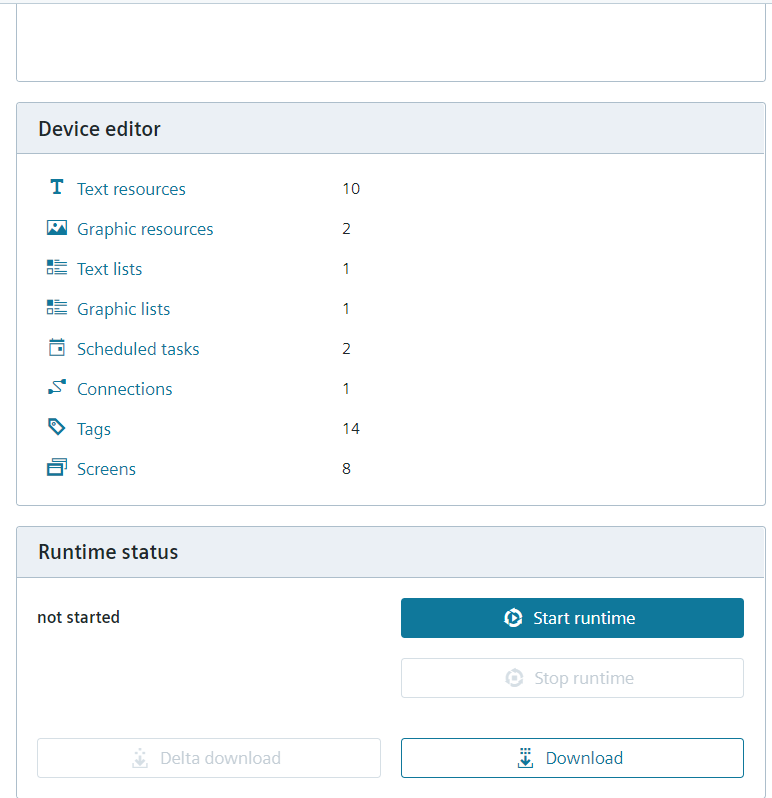 Device editor
Text resources 10
Graphic resources 2
Text lists 1
Graphic lists 1
Scheduled tasks 2
Connections 1
Tags 14
Screens 8
Runtime status
not started Start runtime
Stop runtime
Delta download Download